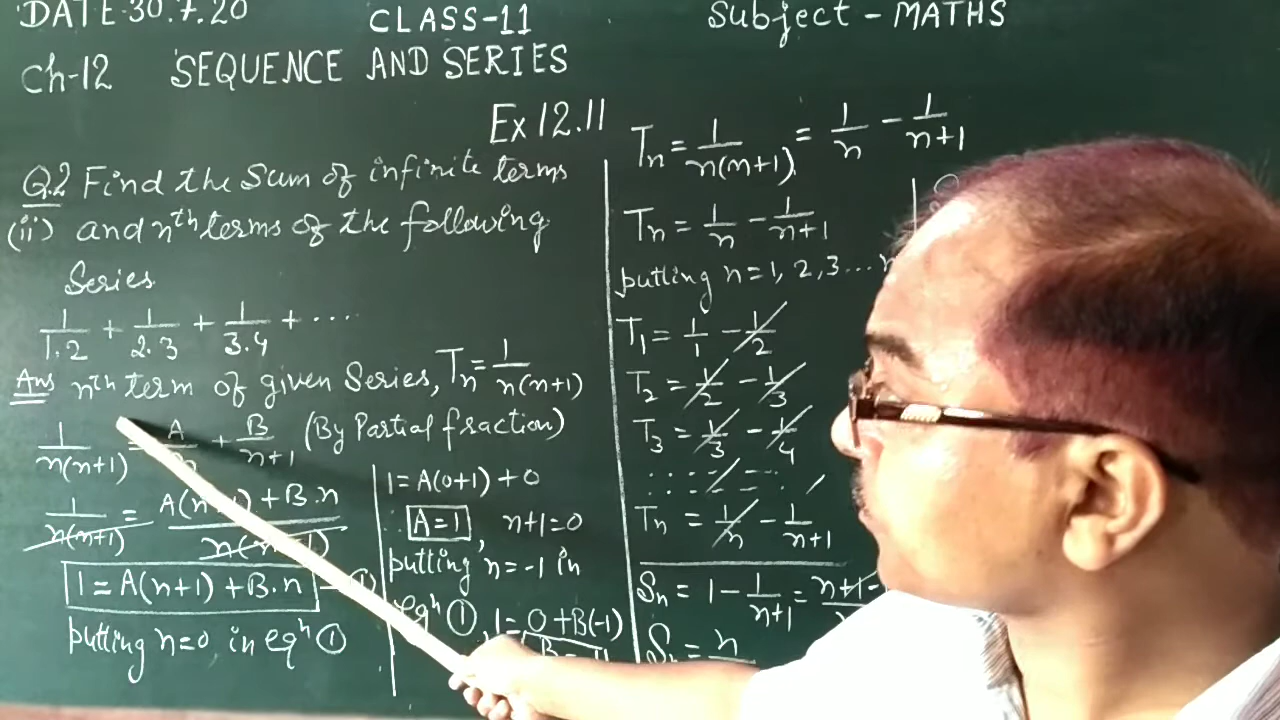 DATE-30.7.20 CLASS-11 Subject - MATHS
Ch-12 SEQUENCE AND SERIES
Ex 12.11
Q.2 Find the Sum of infinite terms
(ii) and nth terms of the following
Series
1/1.2 + 1/2.3 + 1/3.4 + ....
Ans nth term of given Series, Tn = 1/n(n+1)
1/n(n+1) = A/n + B/n+1 (By Partial fraction)
1/n(n+1) = A(n+1) + B.n / n(n+1)
1 = A(n+1) + B.n - ①
putting n=0 in eqn ①
1 = A(0+1) + 0
∴ A=1, n+1=0
putting n=-1 in
eqn ①, 1 = 0 + B(-1)
Tn = 1/n(n+1) = 1/n - 1/n+1
Tn = 1/n - 1/n+1
putting n=1, 2, 3...
T1 = 1/1 - 1/2
T2 = 1/2 - 1/3
T3 = 1/3 - 1/4
Tn = 1/n - 1/n+1
Sn = 1 - 1/n+1 = n+1-
Sn = n